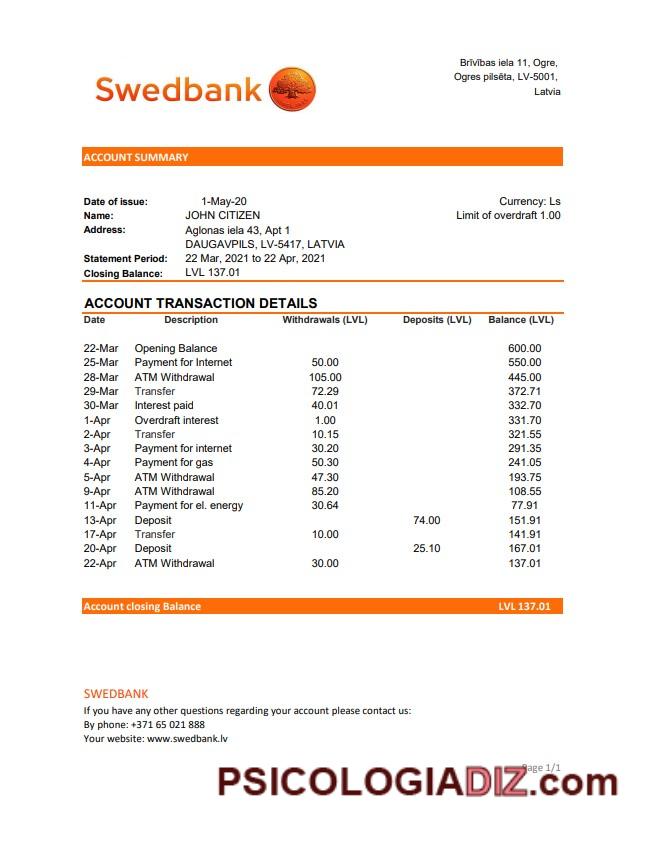 Swedbank
Brīvības iela 11, Ogre,
Ogres pilsēta, LV-5001,
Latvia
ACCOUNT SUMMARY
Date of issue: 1-May-20 Currency: Ls
Name: JOHN CITIZEN Limit of overdraft 1.00
Address: Aglonas iela 43, Apt 1
DAUGAVPILS, LV-5417, LATVIA
Statement Period: 22 Mar, 2021 to 22 Apr, 2021
Closing Balance: LVL 137.01
ACCOUNT TRANSACTION DETAILS
Date Description Withdrawals (LVL) Deposits (LVL) Balance (LVL)
22-Mar Opening Balance 600.00
25-Mar Payment for Internet 50.00 550.00
28-Mar ATM Withdrawal 105.00 445.00
29-Mar Transfer 72.29 372.71
30-Mar Interest paid 40.01 332.70
1-Apr Overdraft interest 1.00 331.70
2-Apr Transfer 10.15 321.55
3-Apr Payment for internet 30.20 291.35
4-Apr Payment for gas 50.30 241.05
5-Apr ATM Withdrawal 47.30 193.75
9-Apr ATM Withdrawal 85.20 108.55
11-Apr Payment for el. energy 30.64 77.91
13-Apr Deposit 74.00 151.91
17-Apr Transfer 10.00 141.91
20-Apr Deposit 25.10 167.01
22-Apr ATM Withdrawal 30.00 137.01
Account closing Balance LVL 137.01
SWEDBANK
If you have any other questions regarding your account please contact us:
By phone: +371 65 021 888
Your website: www.swedbank.lv
Page 1/1
PSICOLOGIADIZ.com